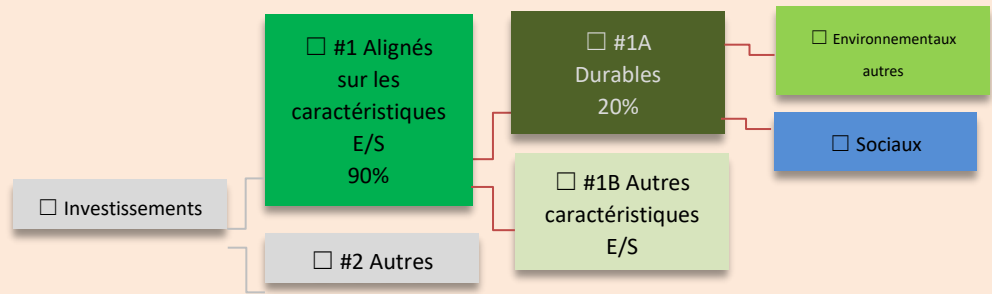 ☐ Investissements
☐ #1 Alignés
sur les
caractéristiques
E/S
90%
☐ #2 Autres
☐ #1A
Durables
20%
☐ #1B Autres
caractéristiques
E/S
☐ Environnementaux
autres
☐ Sociaux